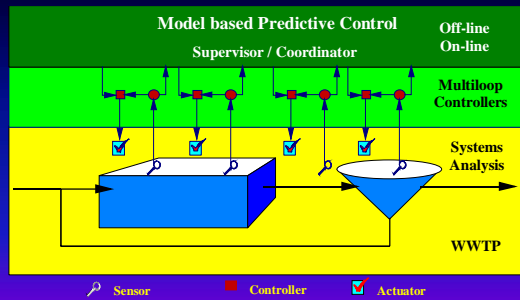 Model based Predictive Control
Supervisor / Coordinator
Off-line
On-line
Multiloop
Controllers
Systems
Analysis
WWTP
Sensor
Controller
Actuator